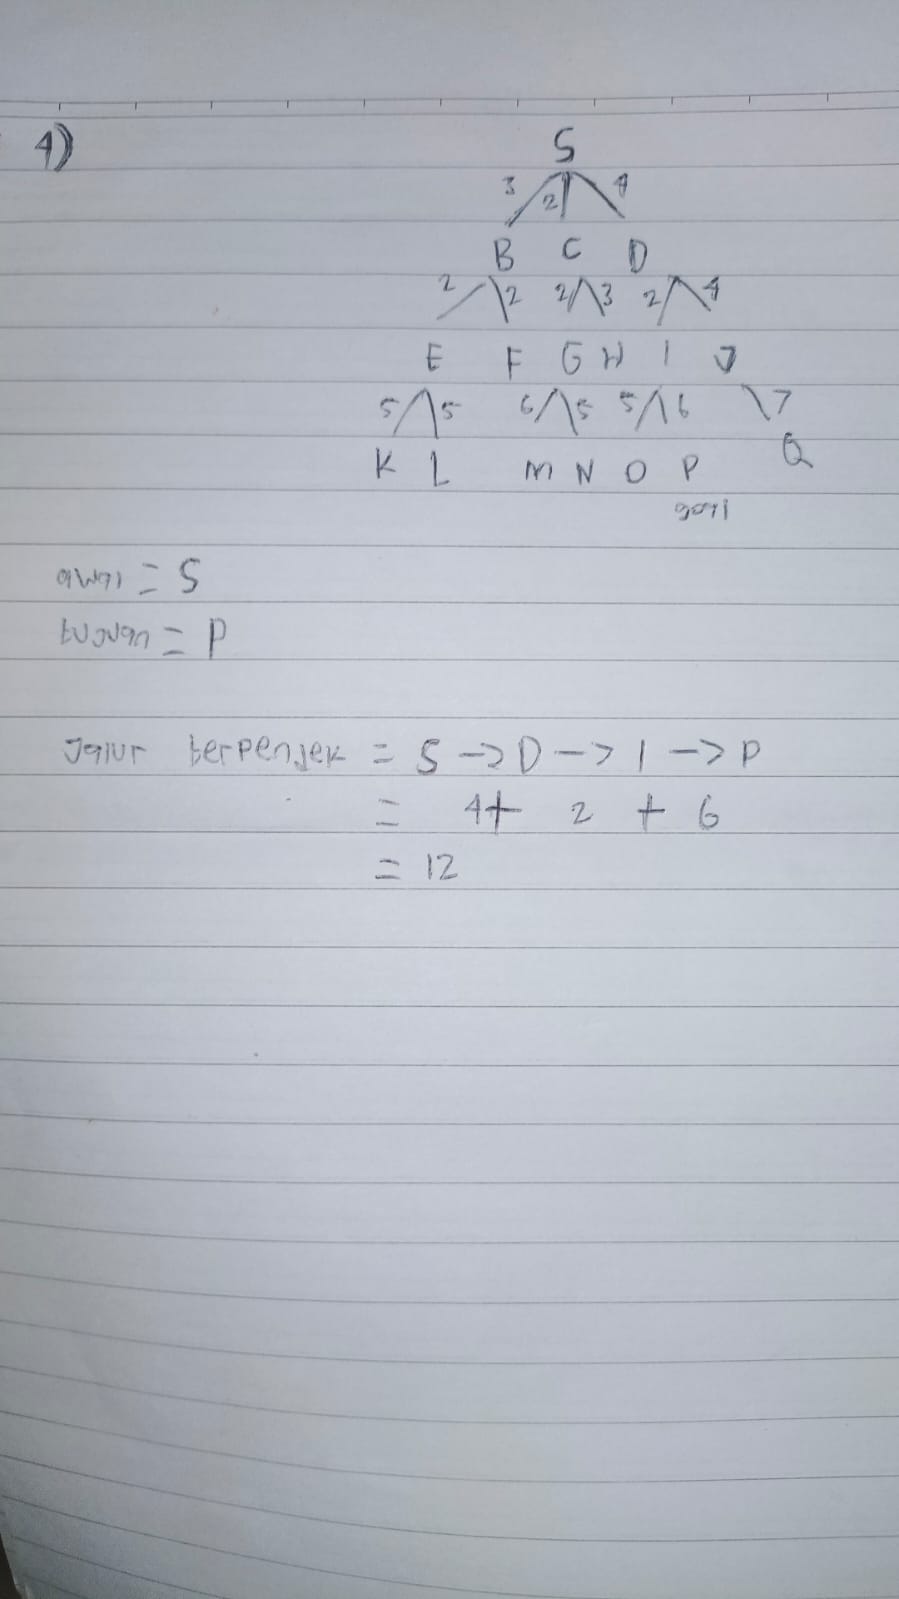 4)
S
3 2 4
B C D
2 2 2 3 2 4
E F G H I J
5 5 6 5 5 6 7
K L M N O P Q
goal
awal = S
tujuan = P
Jalur terpendek = S -> D -> I -> P
= 4+ 2 + 6
= 12